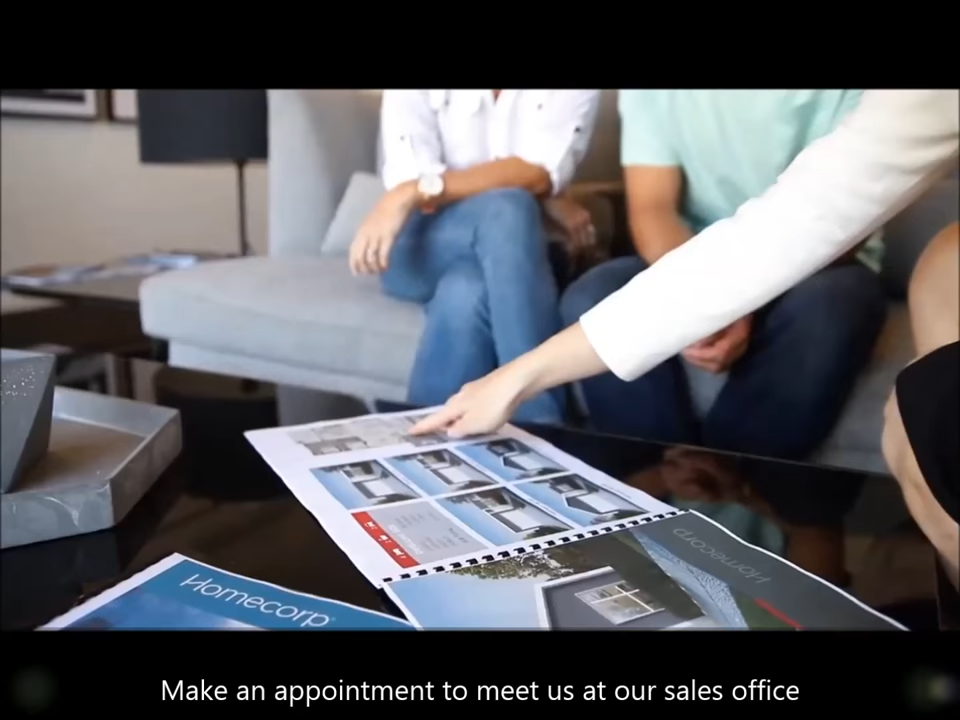 Homecorp
Homecorp
Make an appointment to meet us at our sales office